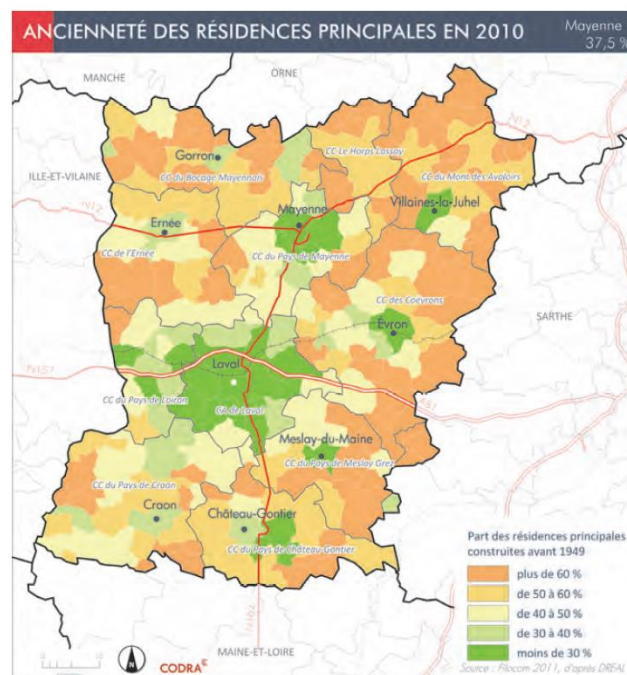 ANCIENNETÉ DES RÉSIDENCES PRINCIPALES EN 2010
Mayenne
37,5 %
MANCHE
ORNE
ILLE-ET-VILAINE
SARTHE
MAINE-ET-LOIRE
Gorron
CC du Bocage Mayennais
CC Le Horps Lassay
CC du Mont des Avaloirs
N12
Villaines-la-Juhel
Mayenne
Ernée
N12
CC de l'Ernée
CC du Pays de Mayenne
CC des Coëvrons
Évron
N157
Laval
CC du Pays de Loiron
CA de Laval
A81
Meslay-du-Maine
CC du Pays de Meslay Grez
CC du Pays de Craon
Craon
Château-Gontier
CC du Pays de Château-Gontier
N162
Part des résidences principales
construites avant 1949
plus de 60 %
de 50 à 60 %
de 40 à 50 %
de 30 à 40 %
moins de 30 %
N
CODRA
Source : Filocom 2011, d'après DREAL